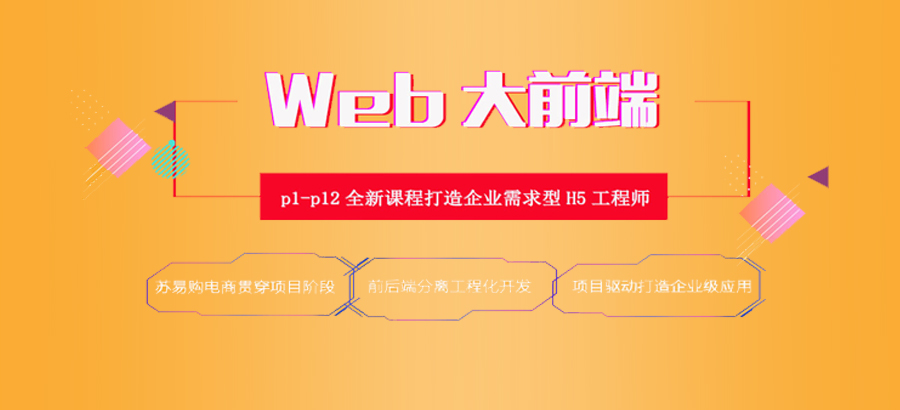 Web 大前端
p1-p12 全新课程打造企业需求型 H5 工程师
苏易购电商贯穿项目阶段
前后端分离工程化开发
项目驱动打造企业级应用